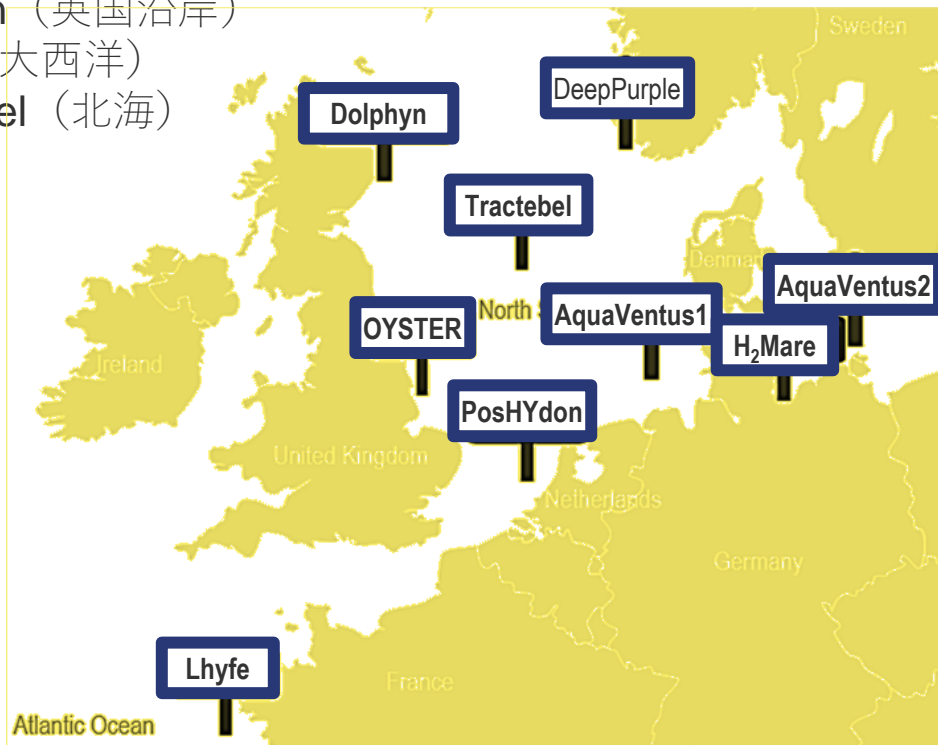 (英国沿岸)
大西洋)
el (北海)
Sweden
DeepPurple
Dolphyn
Tractebel
Denmar
AquaVentus2
North S
AquaVentus1
OYSTER
H₂Mare
Ireland
PosHYdon
United Kingdom
Netherlands
Germany
Lhyfe
France
Atlantic Ocean